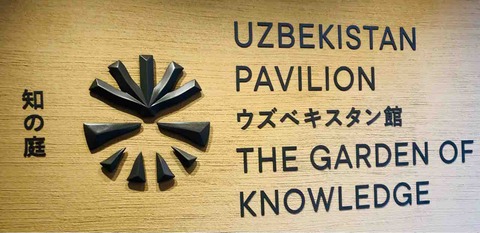 知の庭
UZBEKISTAN
PAVILION
ウズベキスタン館
THE GARDEN OF
KNOWLEDGE